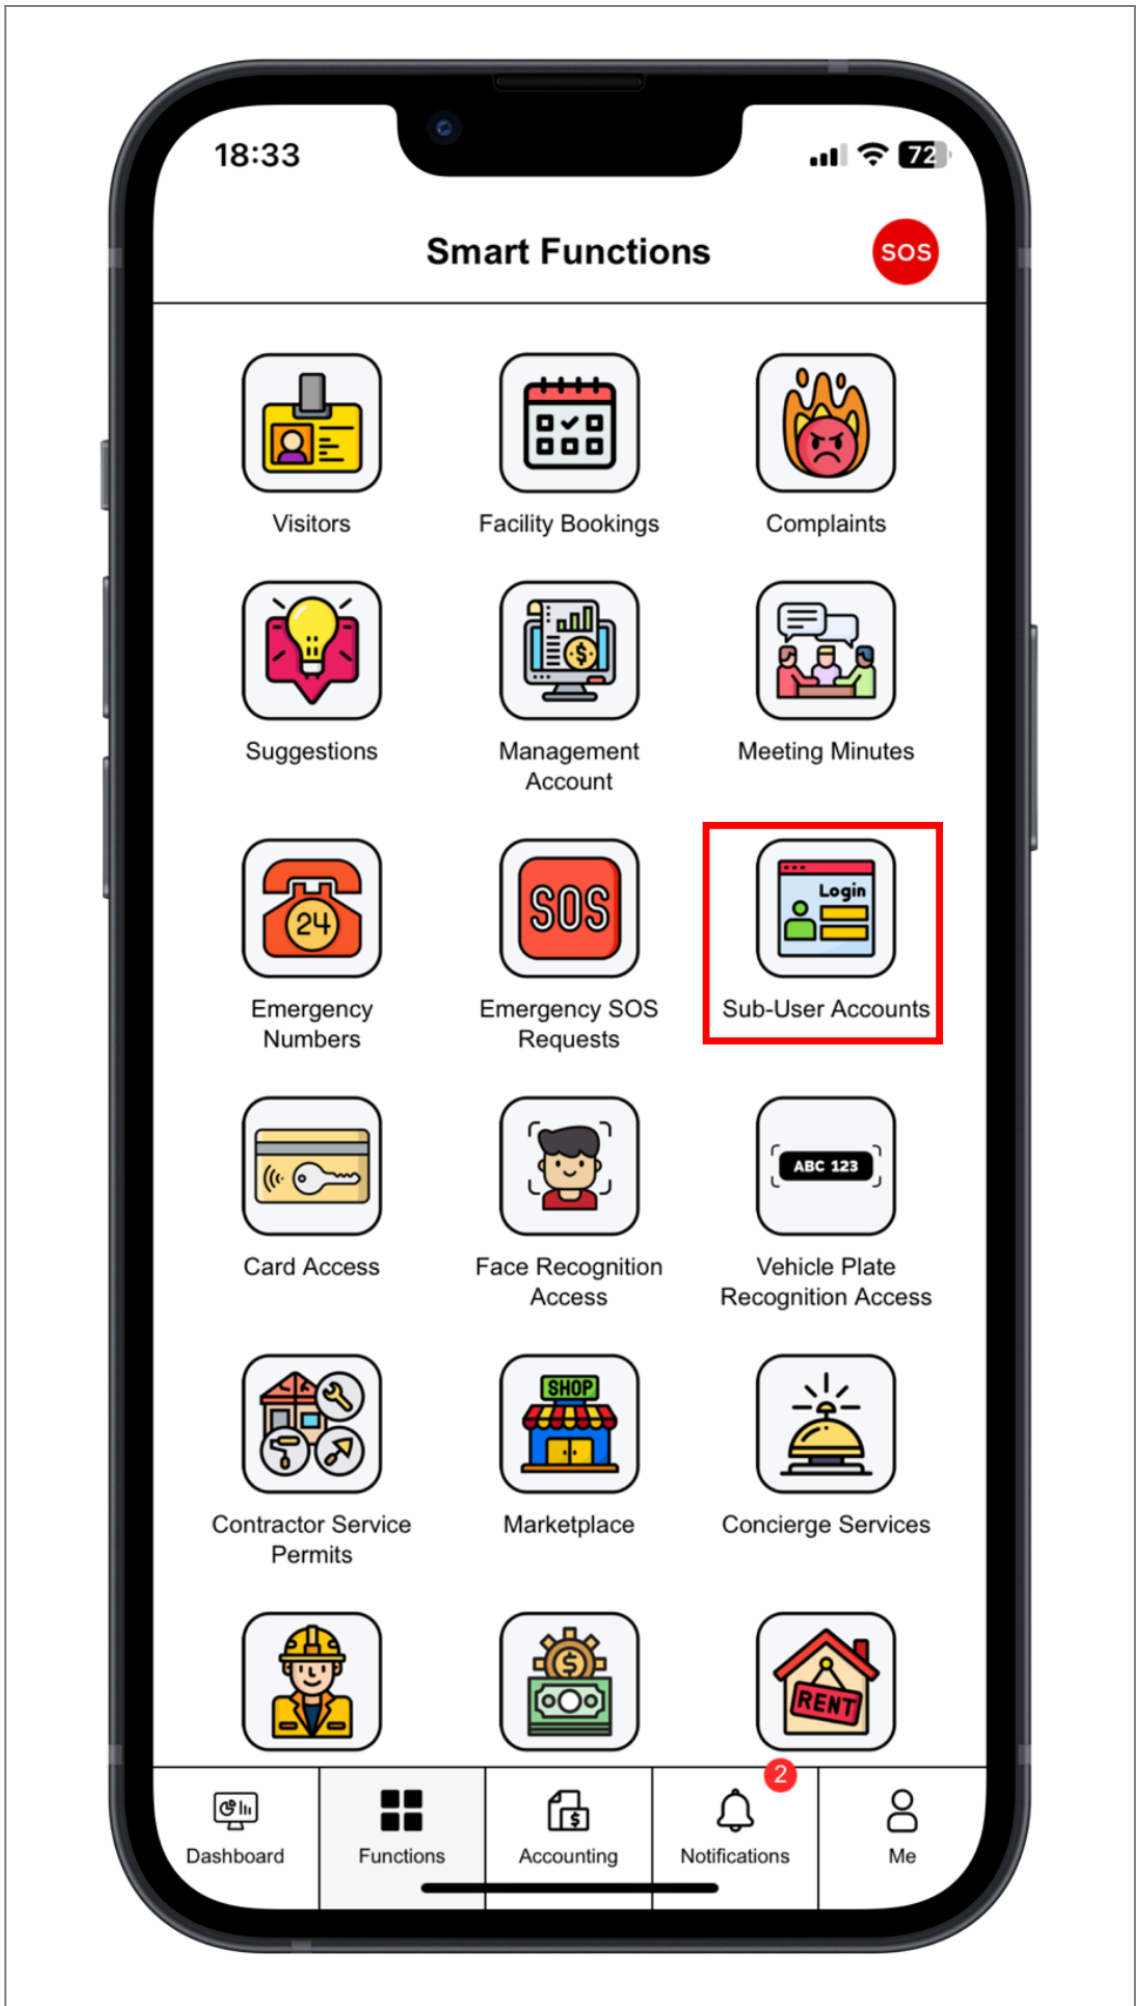 18:33
72
Smart Functions
SOS
Visitors
Facility Bookings
Complaints
Suggestions
$
Management
Account
Meeting Minutes
24
Emergency
Numbers
SOS
Emergency SOS
Requests
Login
Sub-User Accounts
Card Access
Face Recognition
Access
ABC 123
Vehicle Plate
Recognition Access
Contractor Service
Permits
SHOP
Marketplace
Concierge Services
$
RENT
Dashboard
Functions
$
Accounting
2
Notifications
Me